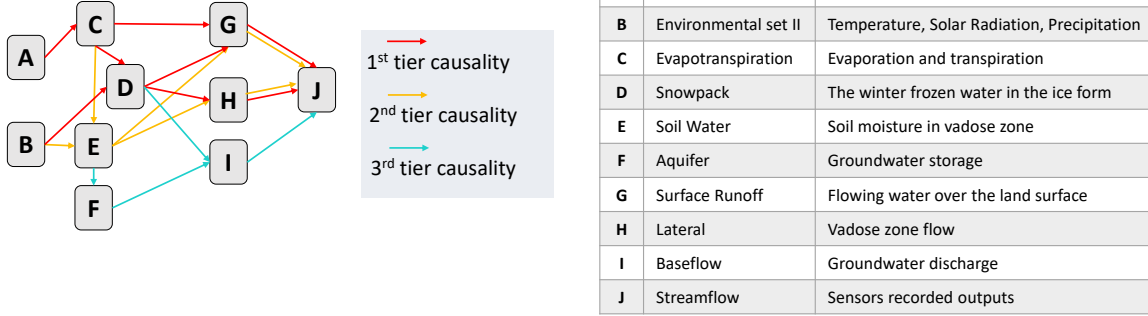 A
B
C
D
E
F
G
H
I
J
1st tier causality
2nd tier causality
3rd tier causality
B Environmental set II Temperature, Solar Radiation, Precipitation
C Evapotranspiration Evaporation and transpiration
D Snowpack The winter frozen water in the ice form
E Soil Water Soil moisture in vadose zone
F Aquifer Groundwater storage
G Surface Runoff Flowing water over the land surface
H Lateral Vadose zone flow
I Baseflow Groundwater discharge
J Streamflow Sensors recorded outputs